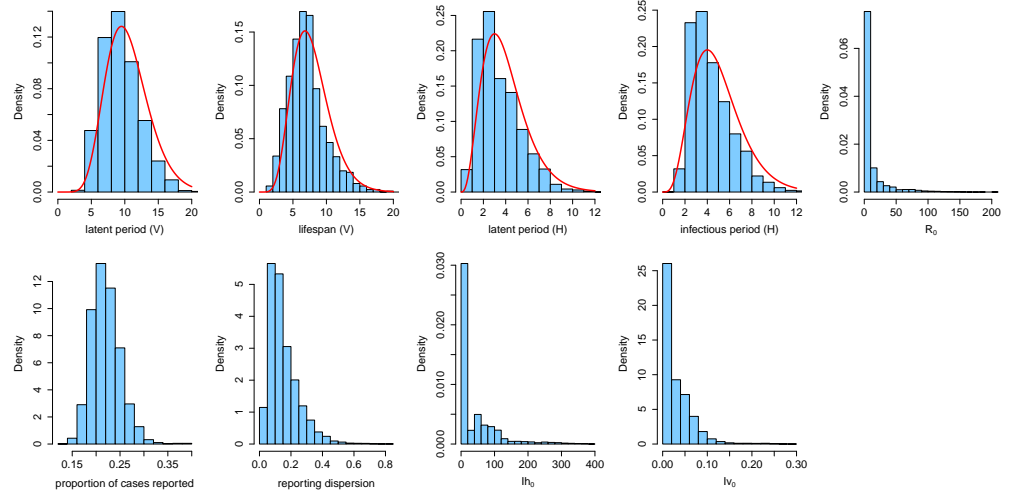 Density
0.00 0.04 0.08 0.12
0 5 10 15 20
latent period (V)
Density
0.00 0.05 0.10 0.15
0 5 10 15 20
lifespan (V)
Density
0.00 0.05 0.10 0.15 0.20 0.25
0 2 4 6 8 10 12
latent period (H)
Density
0.00 0.05 0.10 0.15 0.20 0.25
0 2 4 6 8 10 12
infectious period (H)
Density
0.00 0.02 0.04 0.06
0 50 100 150 200
R₀
Density
0 2 4 6 8 10 12
0.15 0.25 0.35
proportion of cases reported
Density
0 1 2 3 4 5
0.0 0.2 0.4 0.6 0.8
reporting dispersion
Density
0.000 0.010 0.020 0.030
0 100 200 300 400
Ih₀
Density
0 5 10 15 20 25
0.00 0.10 0.20 0.30
Iv₀